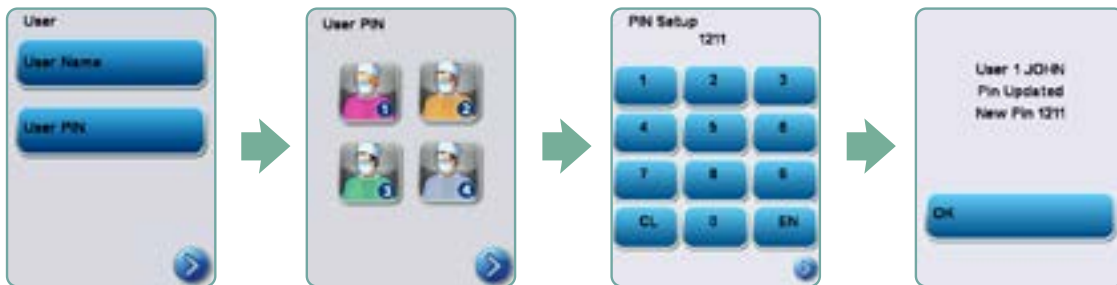 User
User Name
User PIN
User PIN
1
2
3
4
PIN Setup
1211
1 2 3
4 5 6
7 8 9
CL 0 EN
User 1 JOHN
Pin Updated
New Pin 1211
OK